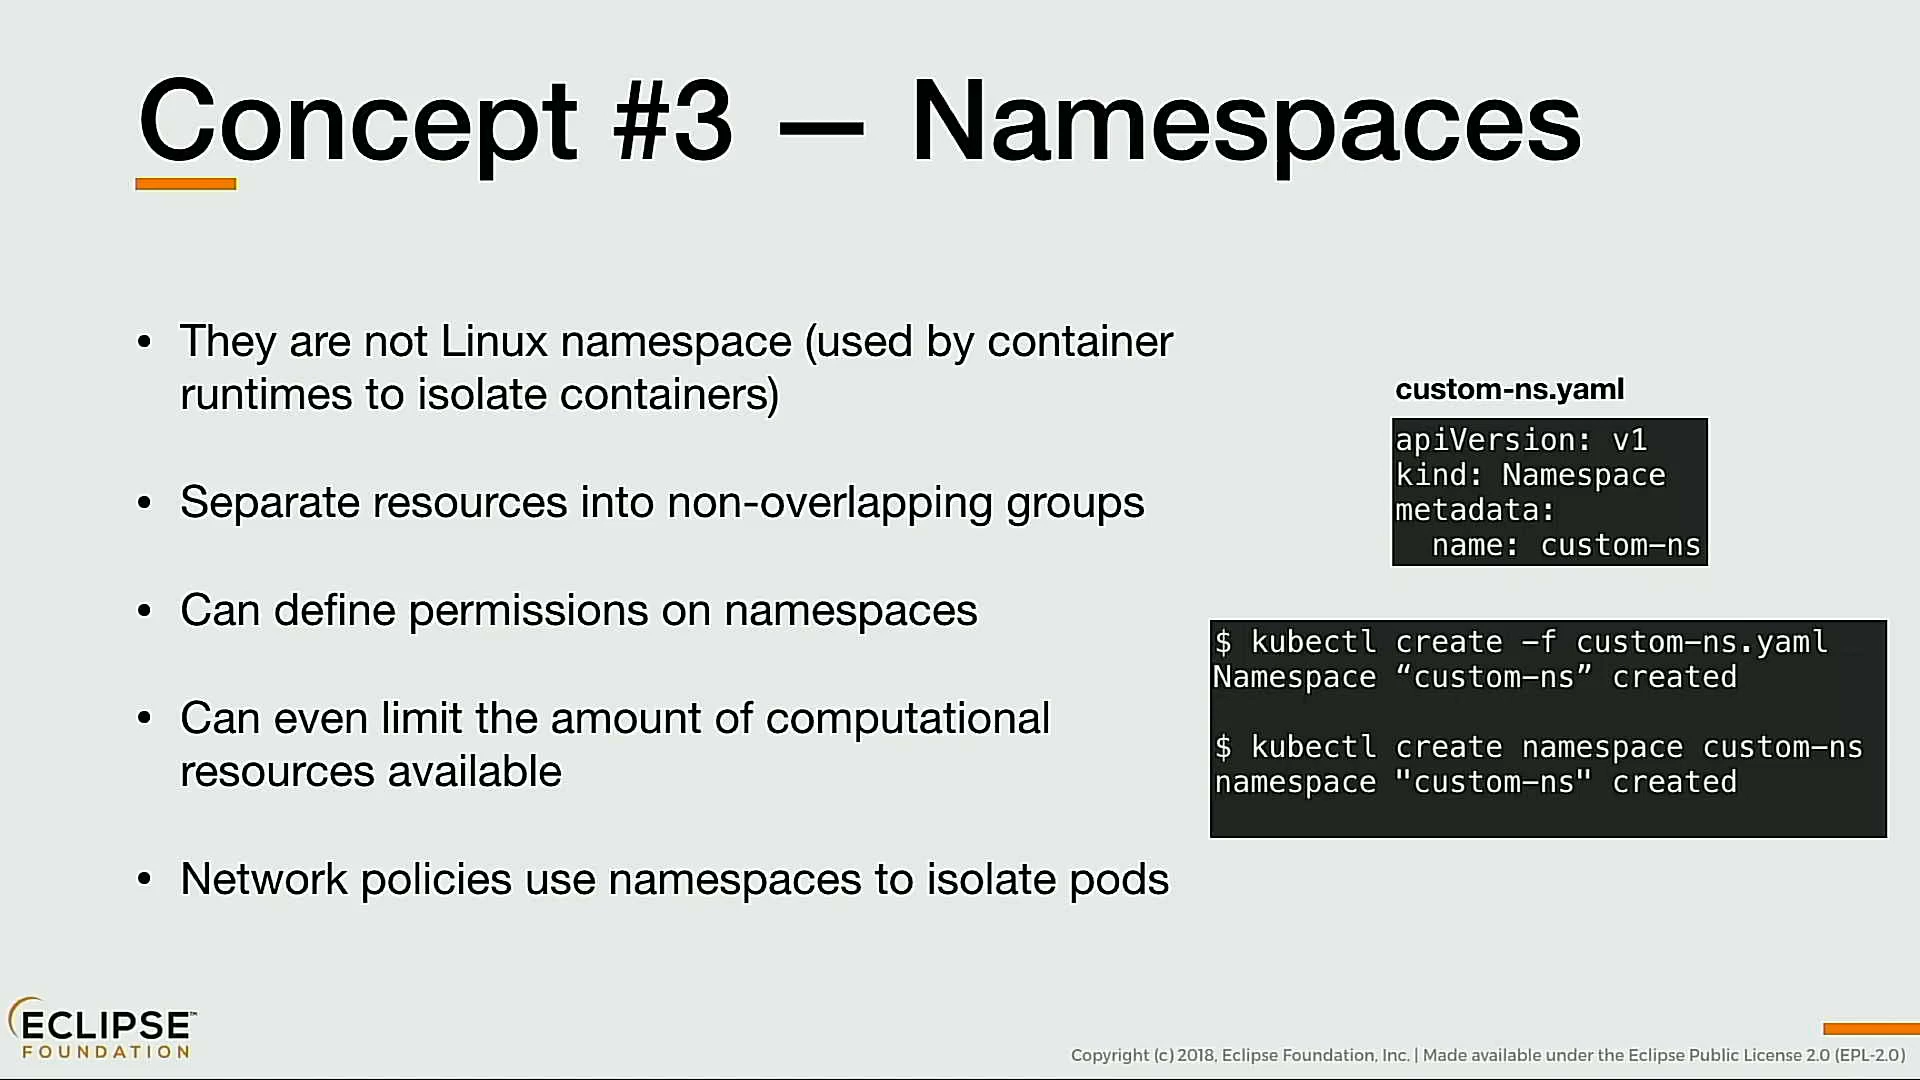 Concept #3 — Namespaces
• They are not Linux namespace (used by container
runtimes to isolate containers)
• Separate resources into non-overlapping groups
• Can define permissions on namespaces
• Can even limit the amount of computational
resources available
• Network policies use namespaces to isolate pods
custom-ns.yaml
apiVersion: v1
kind: Namespace
metadata:
  name: custom-ns
$ kubectl create -f custom-ns.yaml
Namespace “custom-ns” created
$ kubectl create namespace custom-ns
namespace "custom-ns" created
ECLIPSE™
FOUNDATION
Copyright (c) 2018, Eclipse Foundation, Inc. | Made available under the Eclipse Public License 2.0 (EPL-2.0)